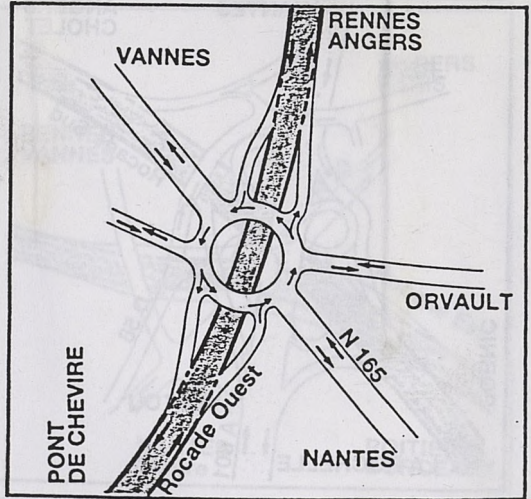 RENNES
ANGERS
VANNES
ORVAULT
N 165
NANTES
Rocade Ouest
PONT
DE CHEVIRE